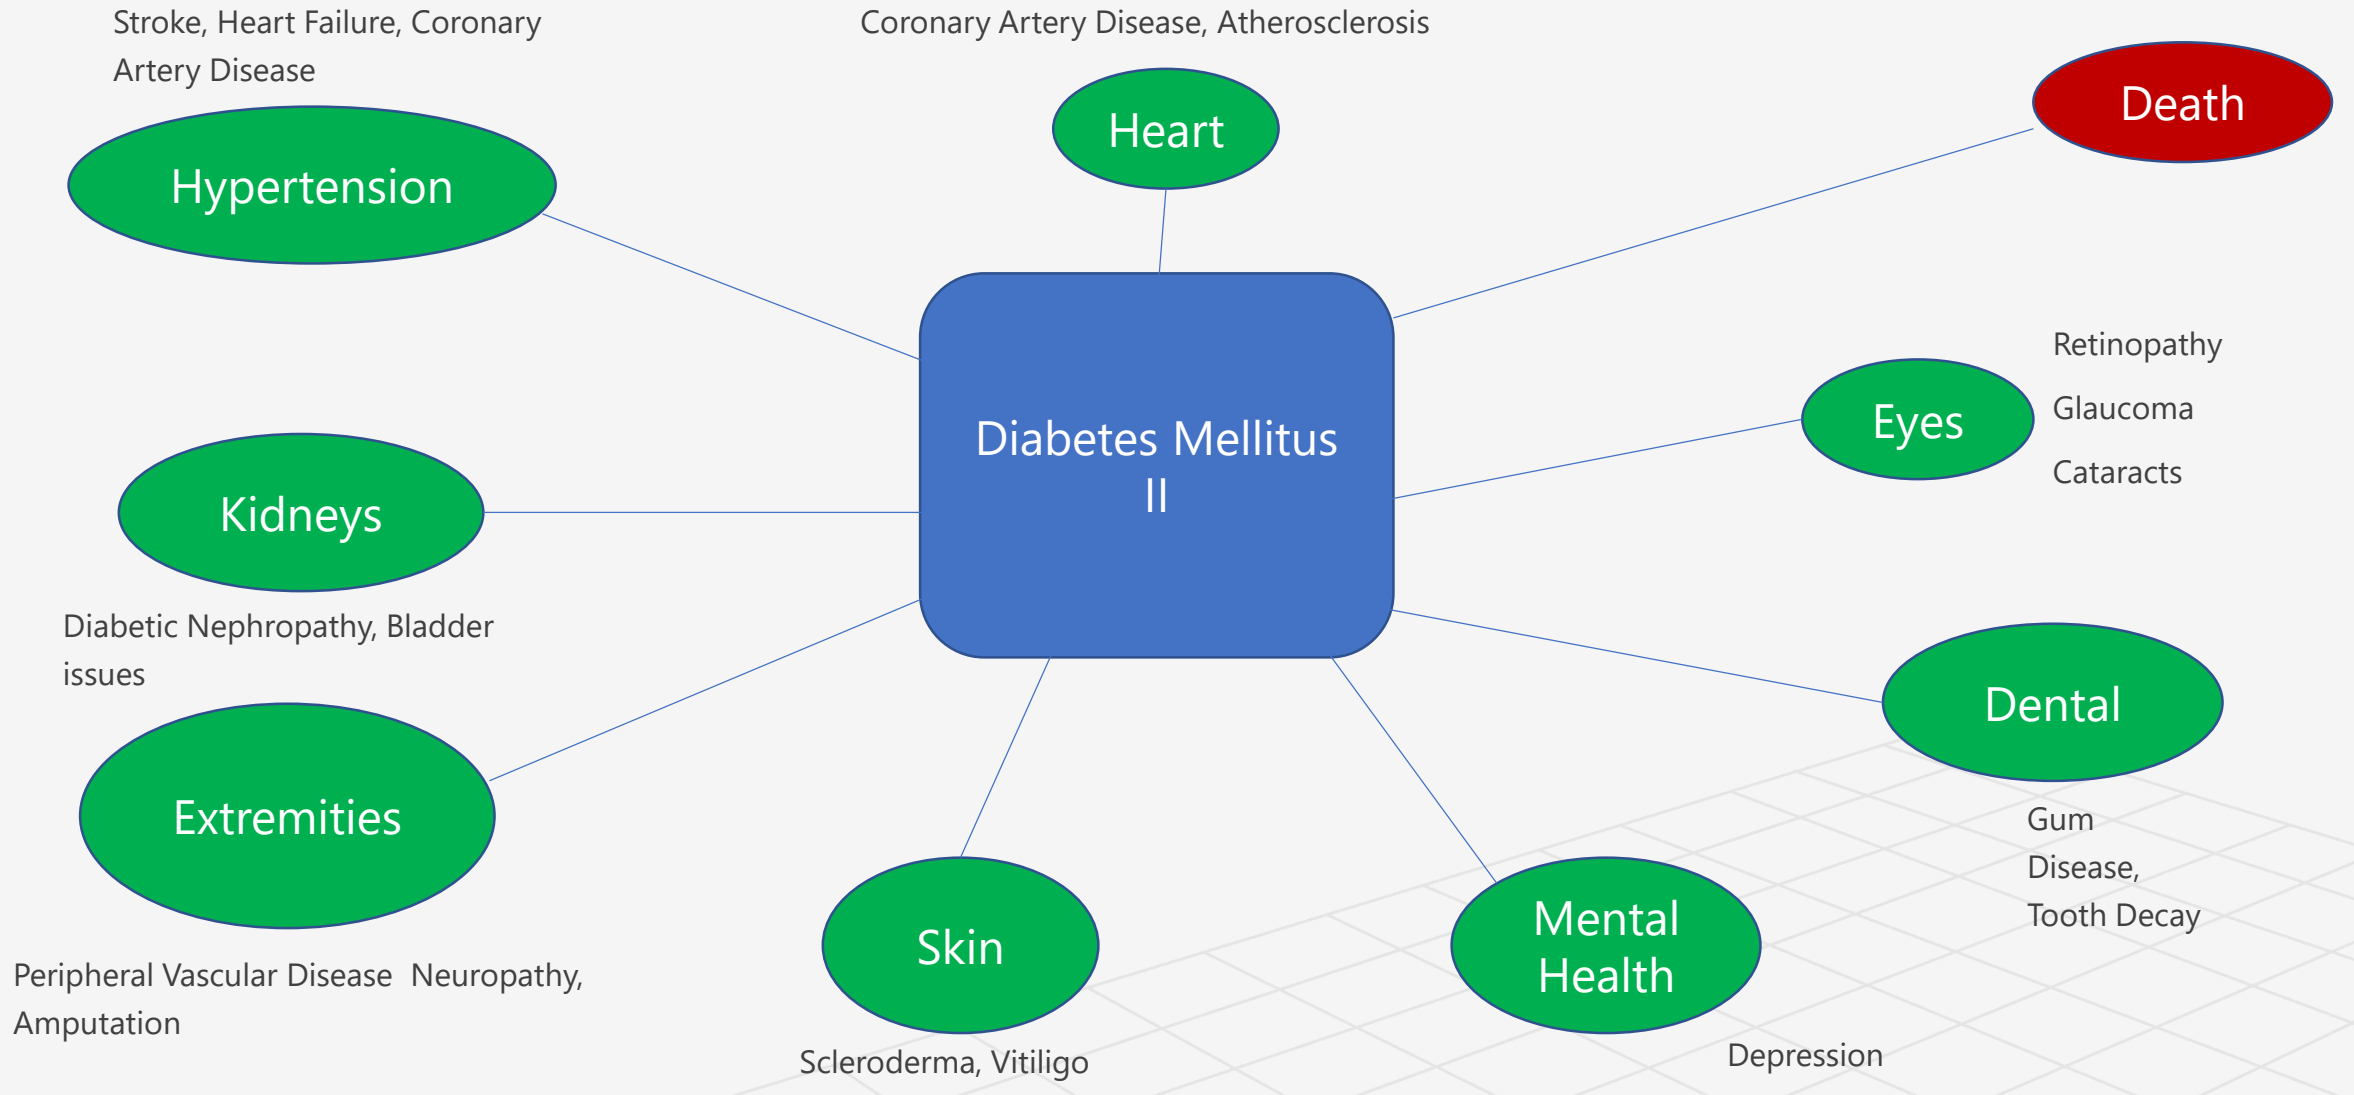 Stroke, Heart Failure, Coronary
Artery Disease
Hypertension
Coronary Artery Disease, Atherosclerosis
Heart
Death
Diabetes Mellitus
II
Eyes
Retinopathy
Glaucoma
Cataracts
Kidneys
Diabetic Nephropathy, Bladder
issues
Extremities
Peripheral Vascular Disease  Neuropathy,
Amputation
Skin
Scleroderma, Vitiligo
Mental
Health
Depression
Dental
Gum
Disease,
Tooth Decay